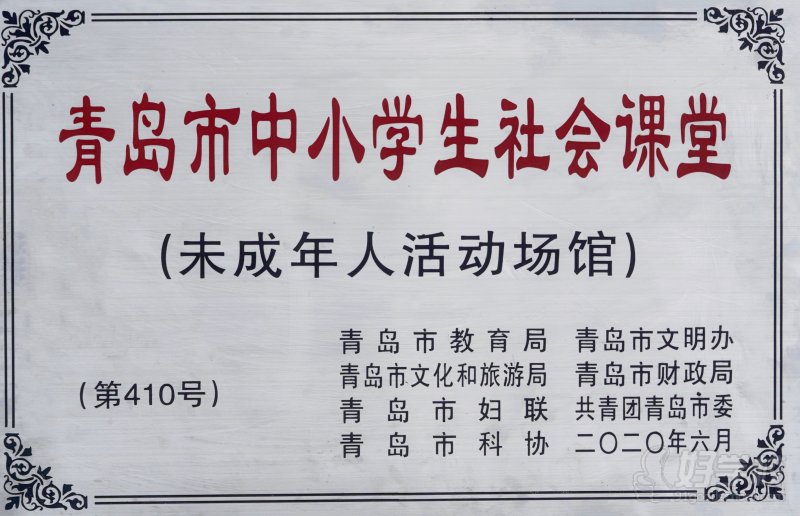 青岛市中小学生社会课堂
(未成年人活动场馆)
青岛市教育局 青岛市文明办
青岛市文化和旅游局 青岛市财政局
(第410号)
青岛市妇联 共青团青岛市委
青岛市科协 二〇二〇年六月